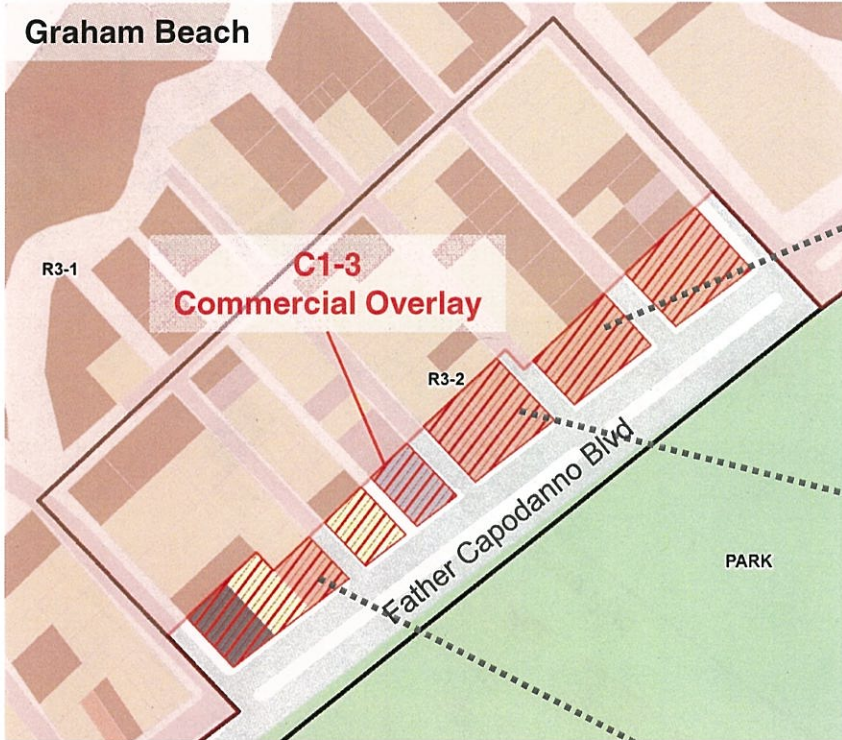 Graham Beach
R3-1
C1-3
Commercial Overlay
R3-2
Father Capodanno Blvd
PARK